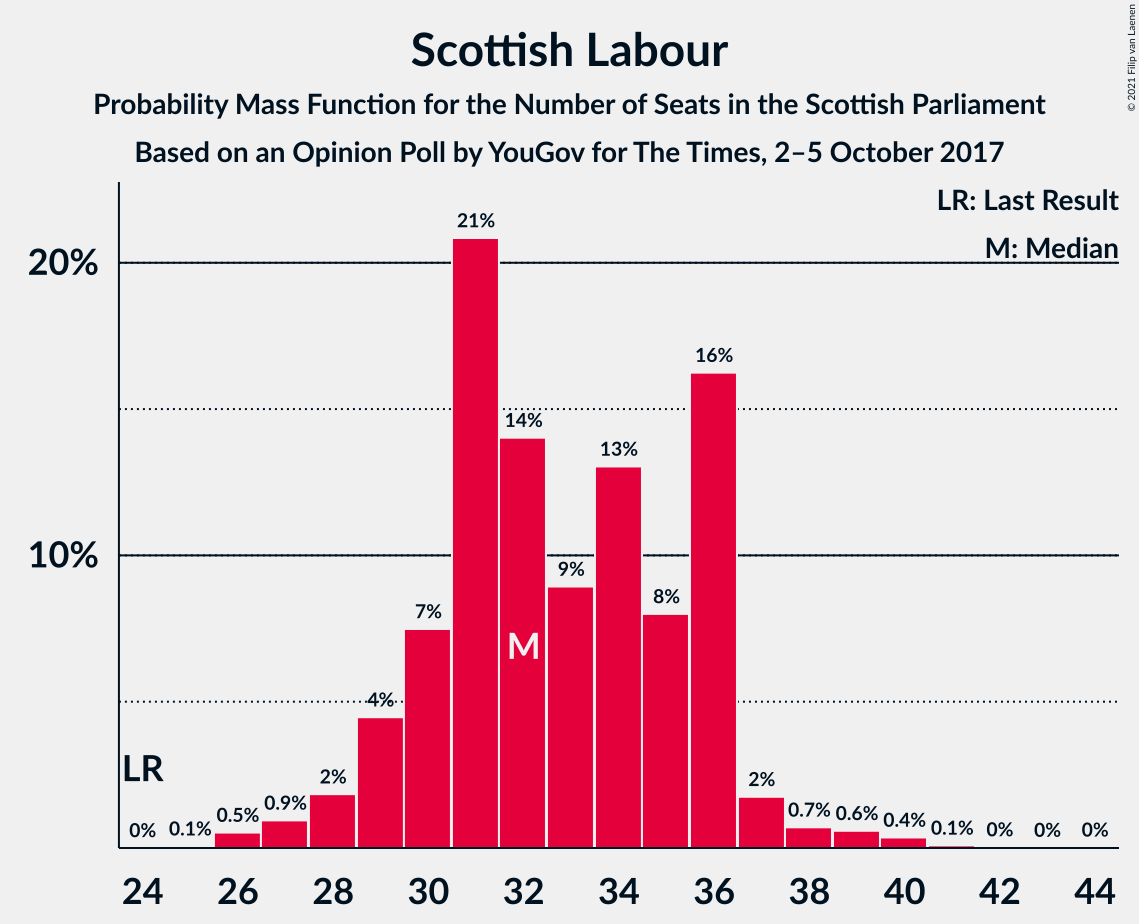 Scottish Labour
Probability Mass Function for the Number of Seats in the Scottish Parliament
Based on an Opinion Poll by YouGov for The Times, 2–5 October 2017
© 2021 Filip van Laenen
LR: Last Result
M: Median
20%
10%
21%
16%
14%
13%
9%
8%
7%
M
4%
LR
2%
2%
0%
0.1%
0.5%
0.9%
0.7%
0.6%
0.4%
0.1%
0%
0%
0%
24 26 28 30 32 34 36 38 40 42 44